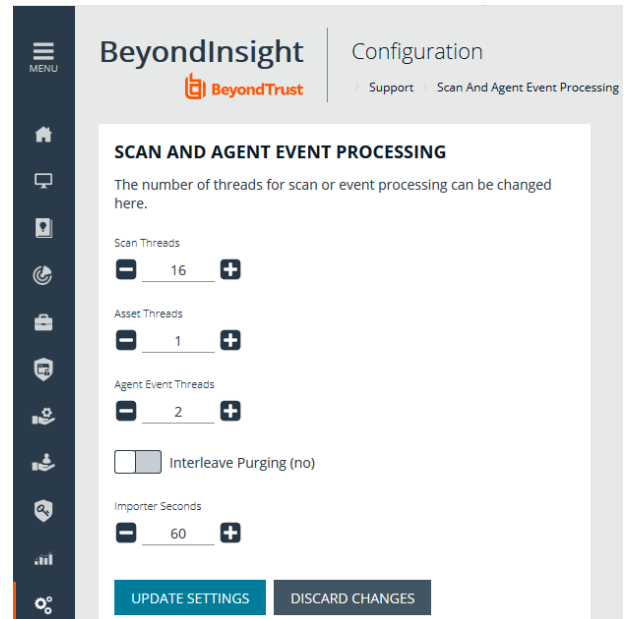 MENU
BeyondInsight
BeyondTrust
Configuration
Support
Scan And Agent Event Processing
SCAN AND AGENT EVENT PROCESSING
The number of threads for scan or event processing can be changed
here.
Scan Threads
16
Asset Threads
1
Agent Event Threads
2
Interleave Purging (no)
Importer Seconds
60
UPDATE SETTINGS
DISCARD CHANGES